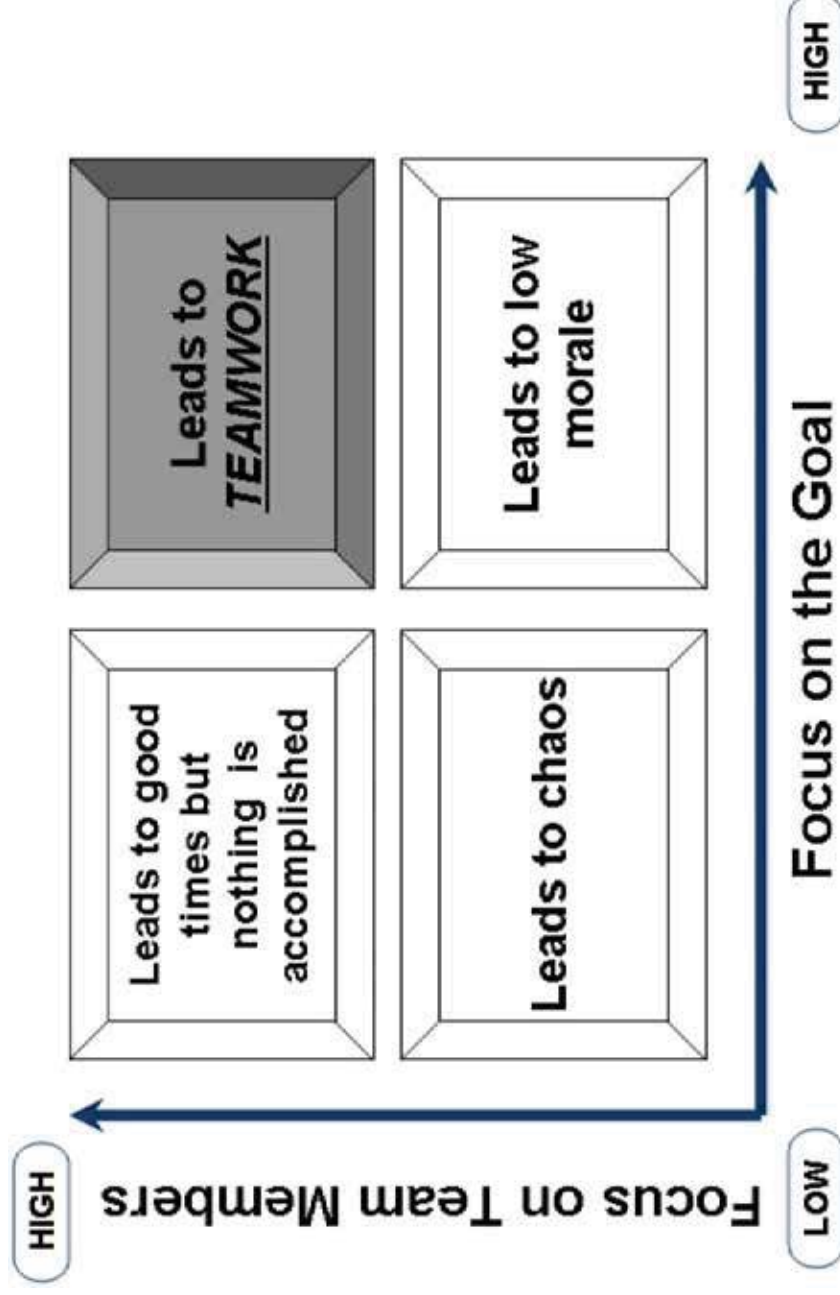 HIGH
Focus on Team Members
Leads to good
times but
nothing is
accomplished
Leads to
TEAMWORK
Leads to chaos
Leads to low
morale
LOW
Focus on the Goal
HIGH